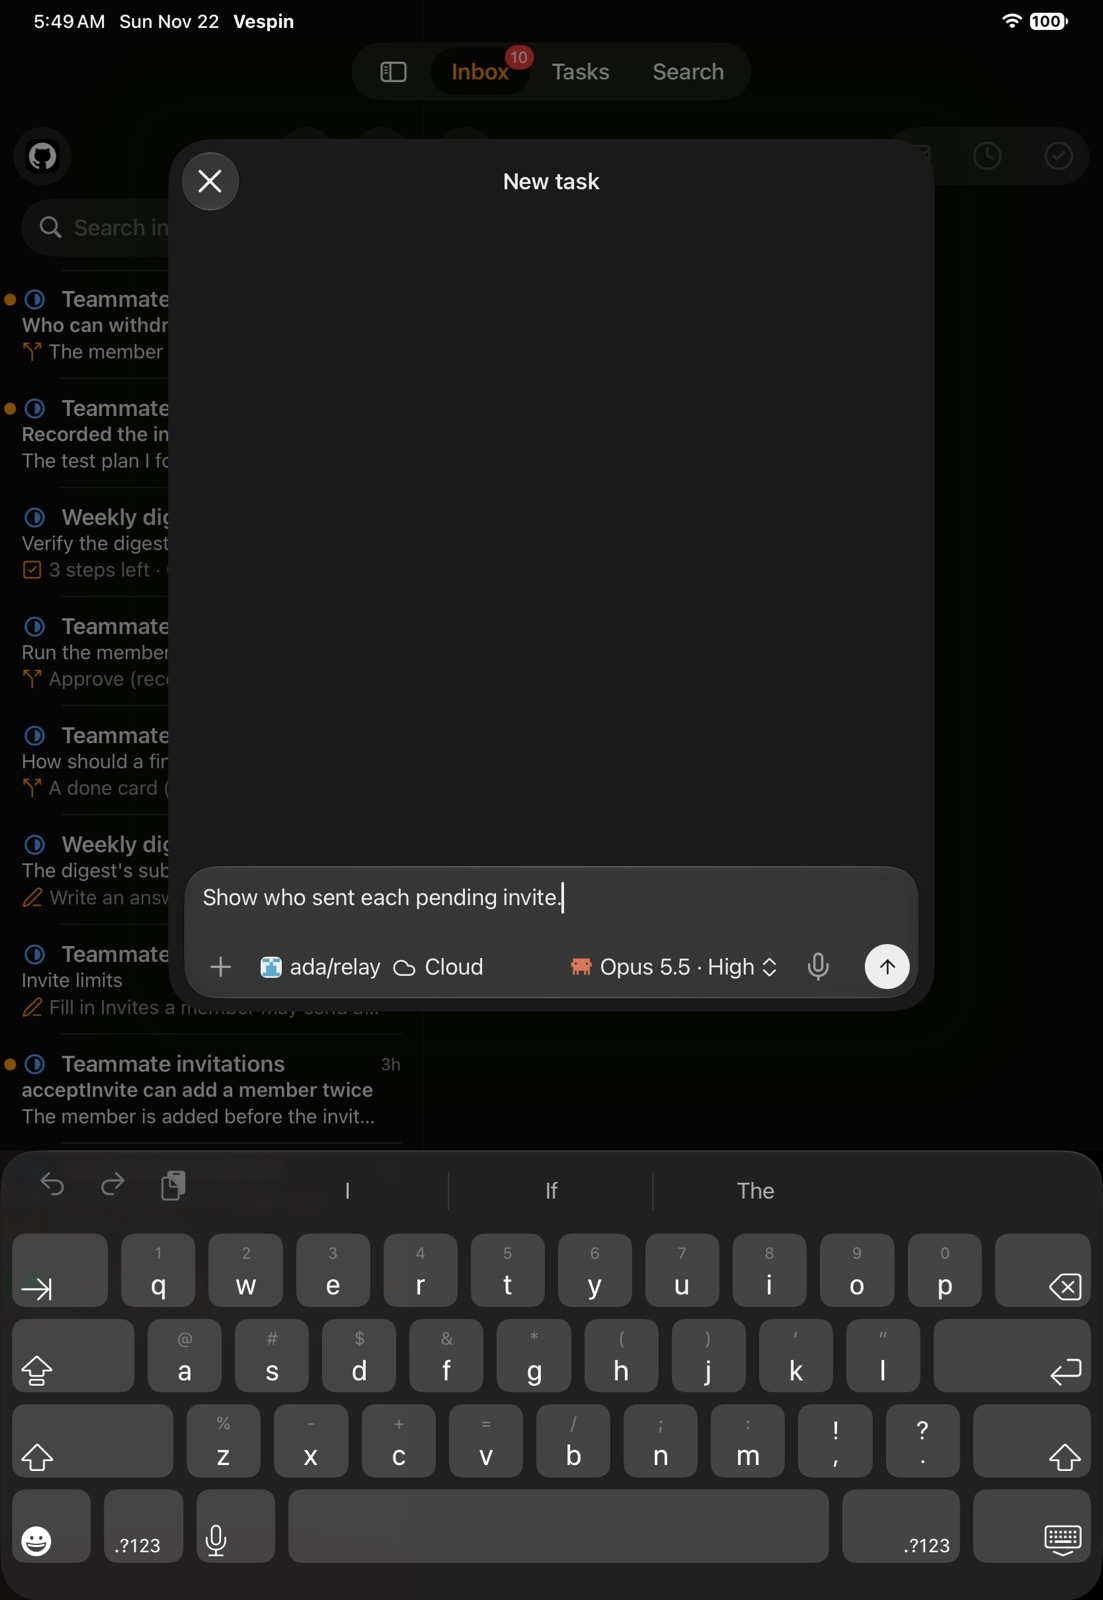 5:49 AM Sun Nov 22 Vespin
100
Inbox 10 Tasks Search
New task
Search in
Teammate
Who can withdr
The member
Teammate
Recorded the in
The test plan I fo
Weekly dig
Verify the digest
3 steps left ·
Teammate
Run the member
Approve (reco
Teammate
How should a fin
A done card (
Weekly dig
The digest's sub
Write an answ
Teammate
Invite limits
Fill in Invites a member may send a...
Teammate invitations 3h
acceptInvite can add a member twice
The member is added before the invit...
Show who sent each pending invite.
ada/relay Cloud Opus 5.5 · High
I If The
1 2 3 4 5 6 7 8 9 0
q w e r t y u i o p
@ # $ & * ( ) ' "
a s d f g h j k l
% - + = / ; : ! ?
z x c v b n m , .
.?123 .?123